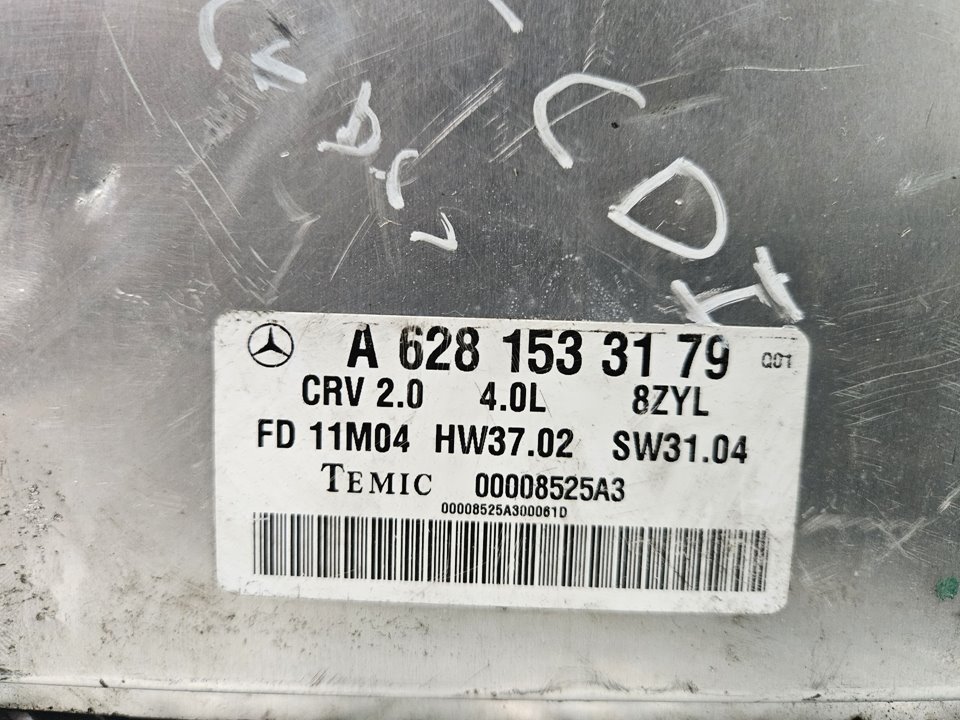 CDI
A 628 153 31 79 Q01
CRV 2.0 4.0L 8ZYL
FD 11M04 HW37.02 SW31.04
TEMIC 00008525A3
00008525A300061D